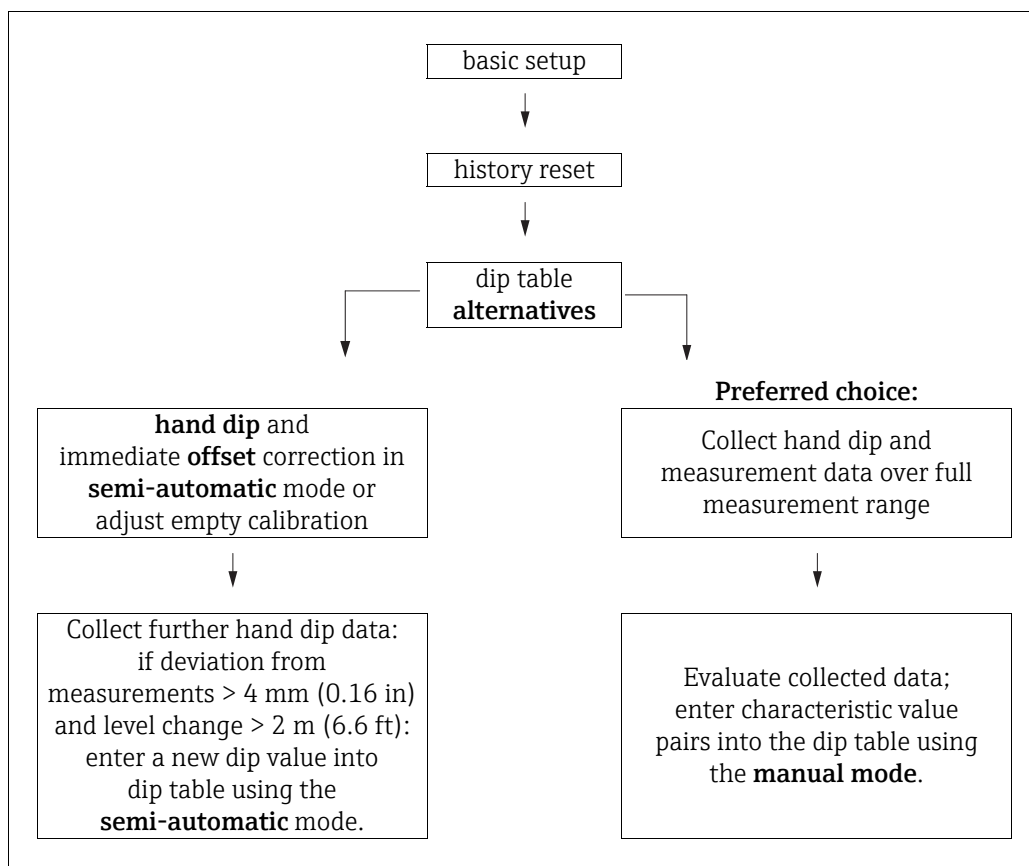 basic setup
history reset
dip table
alternatives
hand dip and
immediate offset correction in
semi-automatic mode or
adjust empty calibration
Collect further hand dip data:
if deviation from
measurements > 4 mm (0.16 in)
and level change > 2 m (6.6 ft):
enter a new dip value into
dip table using the
semi-automatic mode.
Preferred choice:
Collect hand dip and
measurement data over full
measurement range
Evaluate collected data;
enter characteristic value
pairs into the dip table using
the manual mode.